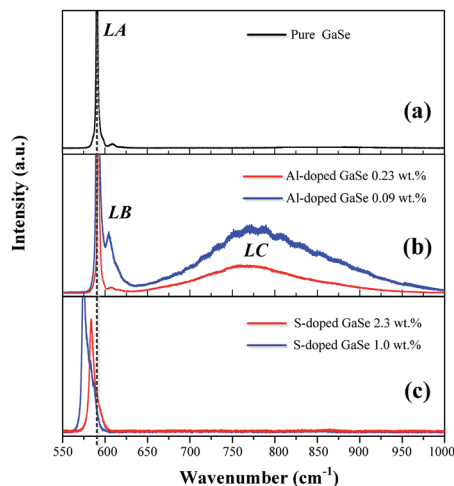 LA
Pure GaSe
(a)
Al-doped GaSe 0.23 wt.%
Al-doped GaSe 0.09 wt.%
LB
LC
(b)
S-doped GaSe 2.3 wt.%
S-doped GaSe 1.0 wt.%
(c)
Intensity (a.u.)
550 600 650 700 750 800 850 900 950 1000
Wavenumber (cm⁻¹)